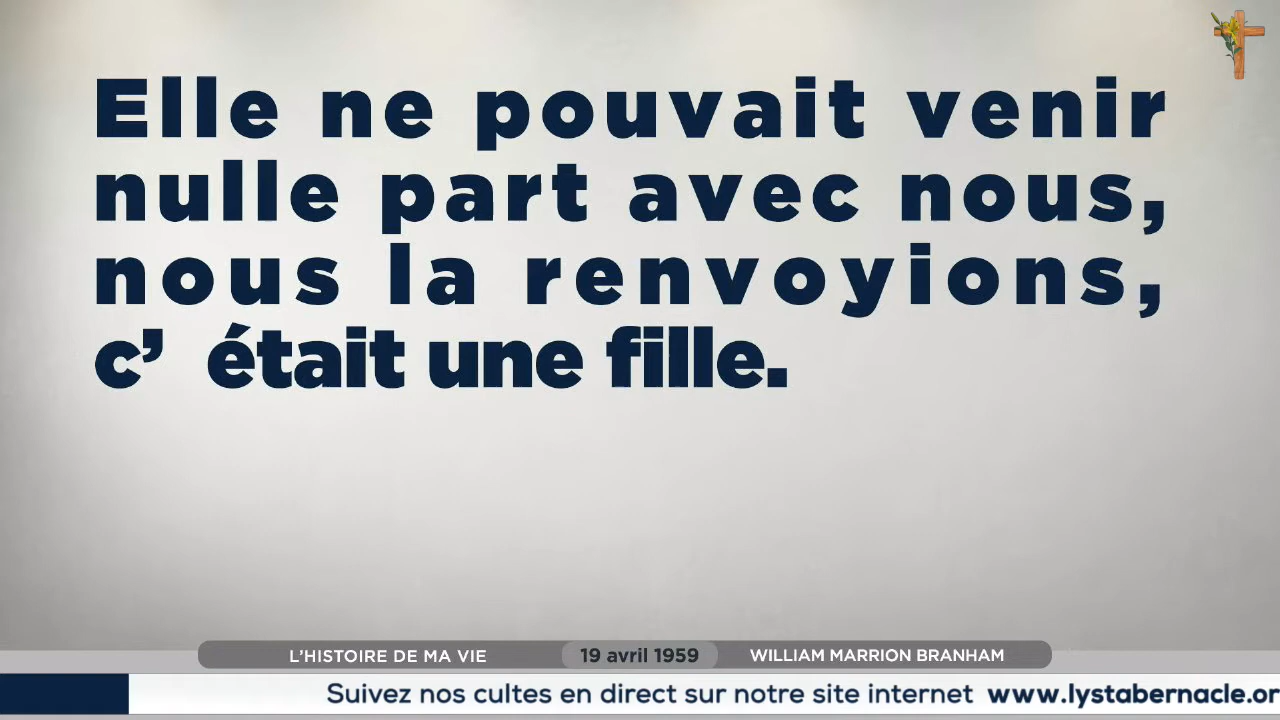 Elle ne pouvait venir
nulle part avec nous,
nous la renvoyions,
c’ était une fille.
L’HISTOIRE DE MA VIE 19 avril 1959 WILLIAM MARRION BRANHAM
Suivez nos cultes en direct sur notre site internet www.lystabernacle.or